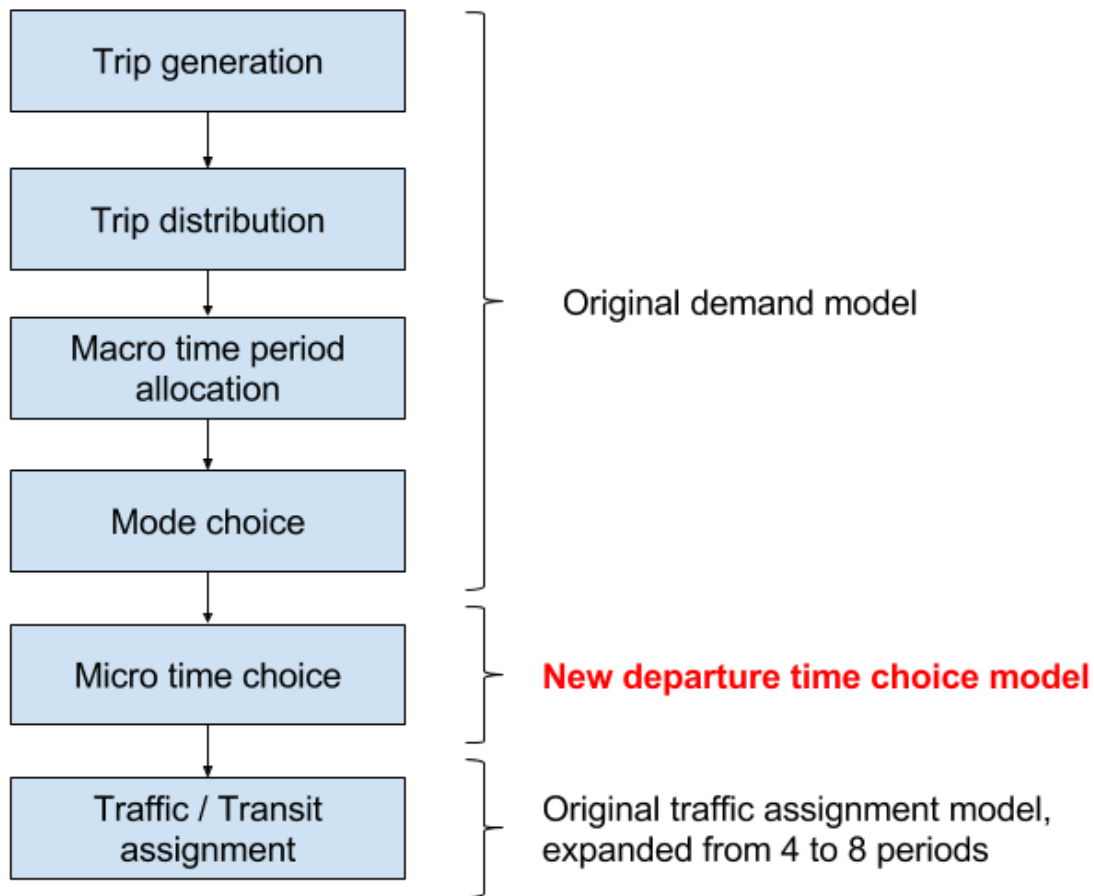 Trip generation
Trip distribution
Original demand model
Macro time period
allocation
Mode choice
Micro time choice
New departure time choice model
Traffic / Transit
assignment
Original traffic assignment model,
expanded from 4 to 8 periods